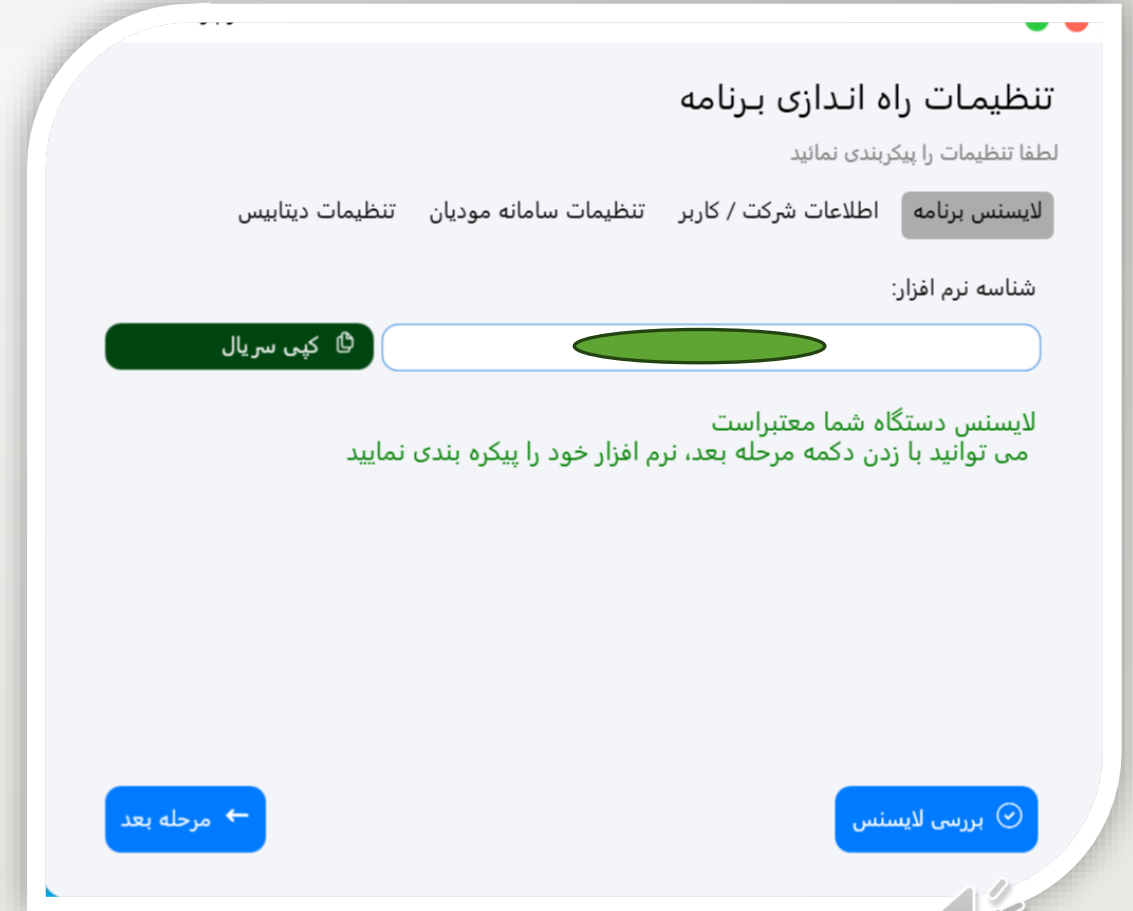 تنظیمات راه اندازی برنامه
لطفا تنظیمات را پیکربندی نمائید
لایسنس برنامه
اطلاعات شرکت / کاربر
تنظیمات سامانه مودیان
تنظیمات دیتابیس
شناسه نرم افزار:
کپی سریال
لایسنس دستگاه شما معتبراست
می توانید با زدن دکمه مرحله بعد، نرم افزار خود را پیکره بندی نمایید
بررسی لایسنس
مرحله بعد